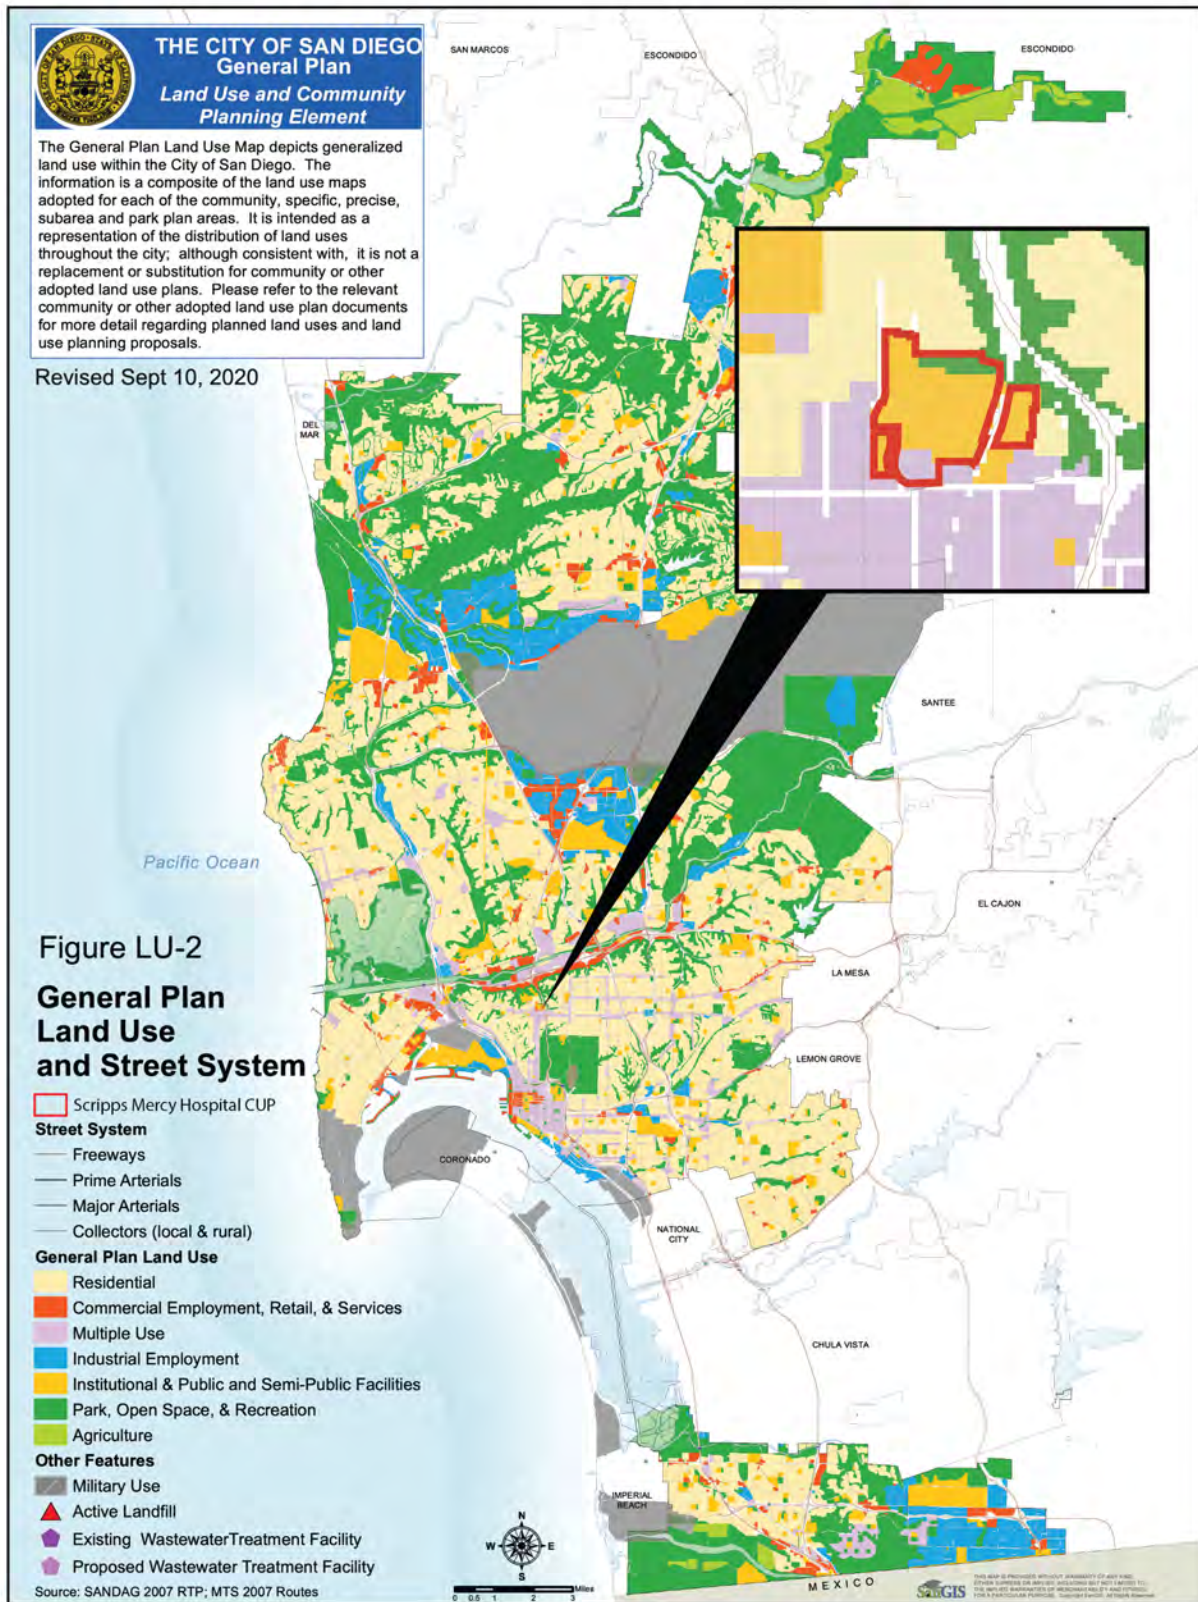 THE CITY OF SAN DIEGO
General Plan
Land Use and Community
Planning Element
The General Plan Land Use Map depicts generalized
land use within the City of San Diego. The
information is a composite of the land use maps
adopted for each of the community, specific, precise,
subarea and park plan areas. It is intended as a
representation of the distribution of land uses
throughout the city; although consistent with, it is not a
replacement or substitution for community or other
adopted land use plans. Please refer to the relevant
community or other adopted land use plan documents
for more detail regarding planned land uses and land
use planning proposals.
Revised Sept 10, 2020
SAN MARCOS
ESCONDIDO
ESCONDIDO
DEL
MAR
SANTEE
Pacific Ocean
EL CAJON
LA MESA
LEMON GROVE
CORONADO
NATIONAL
CITY
CHULA VISTA
IMPERIAL
BEACH
MEXICO
Figure LU-2
General Plan
Land Use
and Street System
Scripps Mercy Hospital CUP
Street System
Freeways
Prime Arterials
Major Arterials
Collectors (local & rural)
General Plan Land Use
Residential
Commercial Employment, Retail, & Services
Multiple Use
Industrial Employment
Institutional & Public and Semi-Public Facilities
Park, Open Space, & Recreation
Agriculture
Other Features
Military Use
Active Landfill
Existing WastewaterTreatment Facility
Proposed Wastewater Treatment Facility
Source: SANDAG 2007 RTP; MTS 2007 Routes
N
W E
S
0 0.5 1 2 3 Miles
SanGIS